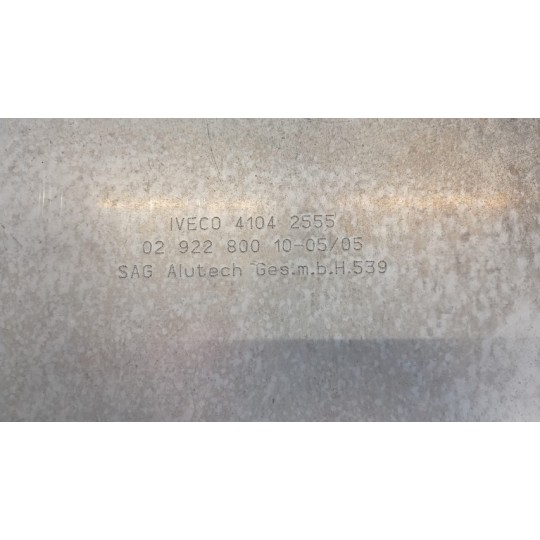 IVECO 4104 2555
02 922 800 10-05/05
SAG Alutech Ges.m.b.H.539